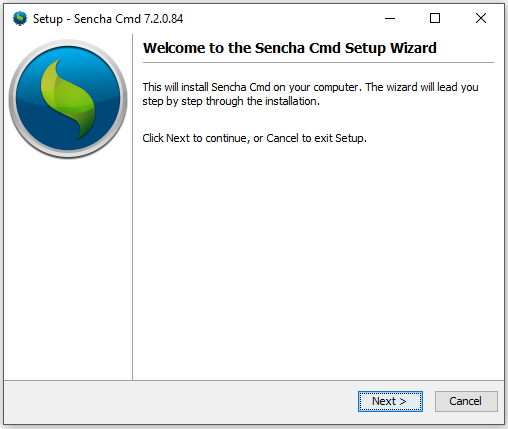 Setup - Sencha Cmd 7.2.0.84
Welcome to the Sencha Cmd Setup Wizard
This will install Sencha Cmd on your computer. The wizard will lead you
step by step through the installation.
Click Next to continue, or Cancel to exit Setup.
Next >
Cancel